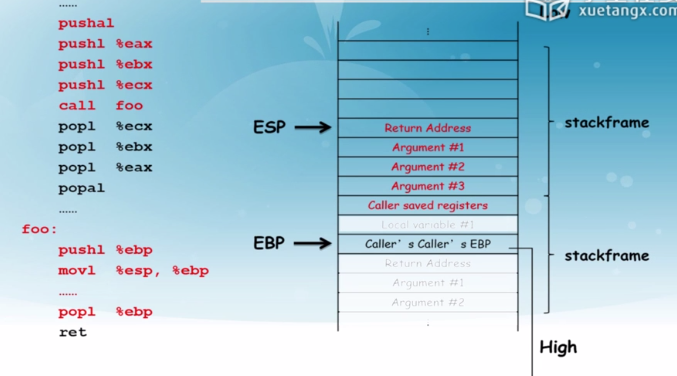 ......
pushal
pushl %eax
pushl %ebx
pushl %ecx
call foo
popl %ecx
popl %ebx
popl %eax
popal
......
foo:
pushl %ebp
movl %esp, %ebp
......
popl %ebp
ret
xuetangx.com
ESP
EBP
⋮
Return Address
Argument #1
Argument #2
Argument #3
Caller saved registers
Local variable #1
Caller's Caller's EBP
Return Address
Argument #1
Argument #2
stackframe
stackframe
High